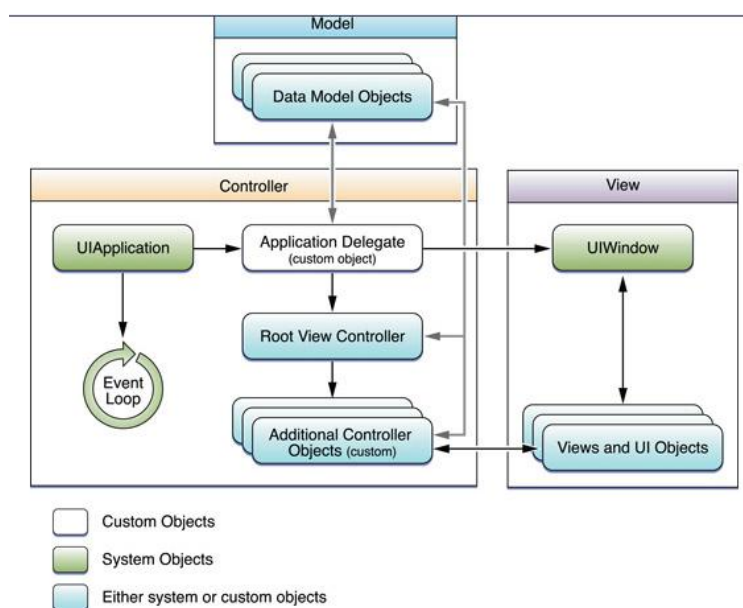 Model
Data Model Objects
Controller
View
UIApplication
Application Delegate
(custom object)
UIWindow
Root View Controller
Event
Loop
Additional Controller
Objects (custom)
Views and UI Objects
Custom Objects
System Objects
Either system or custom objects